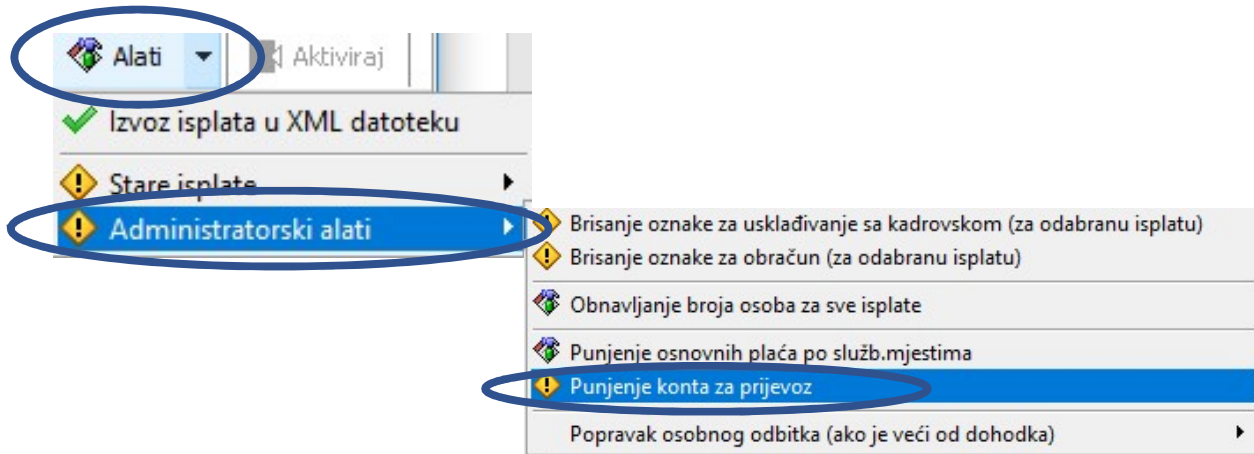 Alati
Aktiviraj
Izvoz isplata u XML datoteku
Stare isplate
Administratorski alati
Brisanje oznake za usklađivanje sa kadrovskom (za odabranu isplatu)
Brisanje oznake za obračun (za odabranu isplatu)
Obnavljanje broja osoba za sve isplate
Punjenje osnovnih plaća po služb.mjestima
Punjenje konta za prijevoz
Popravak osobnog odbitka (ako je veći od dohodka)